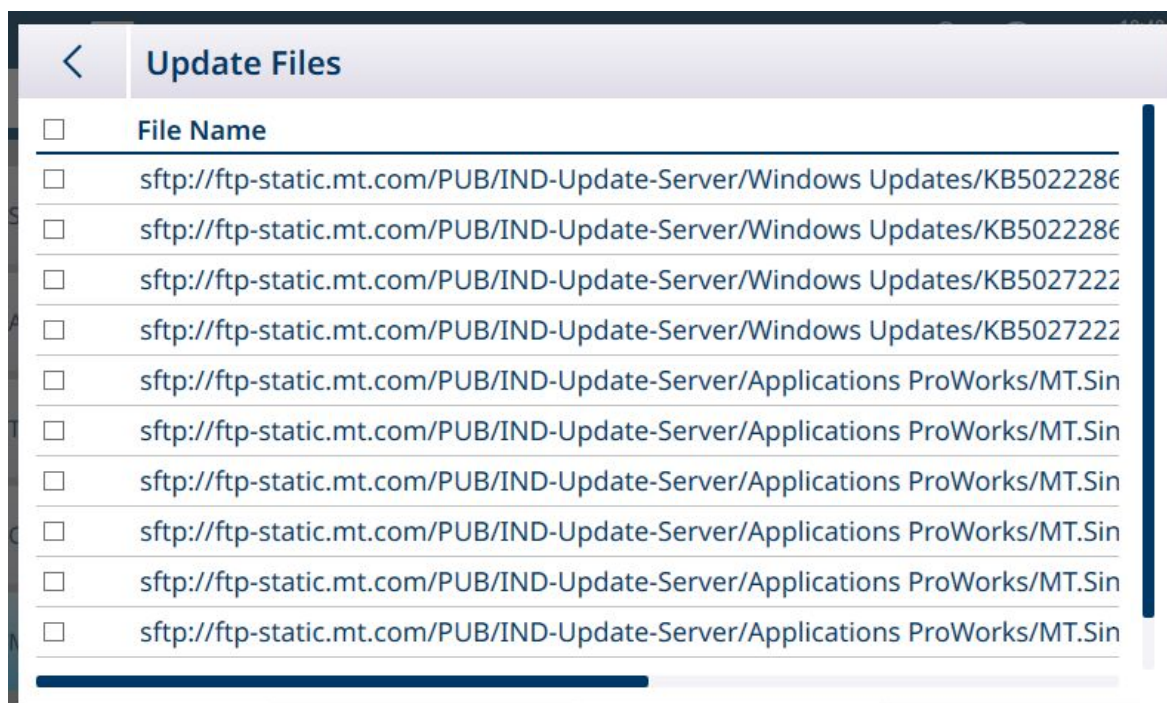 Update Files
File Name
sftp://ftp-static.mt.com/PUB/IND-Update-Server/Windows Updates/KB5022286
sftp://ftp-static.mt.com/PUB/IND-Update-Server/Windows Updates/KB5022286
sftp://ftp-static.mt.com/PUB/IND-Update-Server/Windows Updates/KB5027222
sftp://ftp-static.mt.com/PUB/IND-Update-Server/Windows Updates/KB5027222
sftp://ftp-static.mt.com/PUB/IND-Update-Server/Applications ProWorks/MT.Sin
sftp://ftp-static.mt.com/PUB/IND-Update-Server/Applications ProWorks/MT.Sin
sftp://ftp-static.mt.com/PUB/IND-Update-Server/Applications ProWorks/MT.Sin
sftp://ftp-static.mt.com/PUB/IND-Update-Server/Applications ProWorks/MT.Sin
sftp://ftp-static.mt.com/PUB/IND-Update-Server/Applications ProWorks/MT.Sin
sftp://ftp-static.mt.com/PUB/IND-Update-Server/Applications ProWorks/MT.Sin